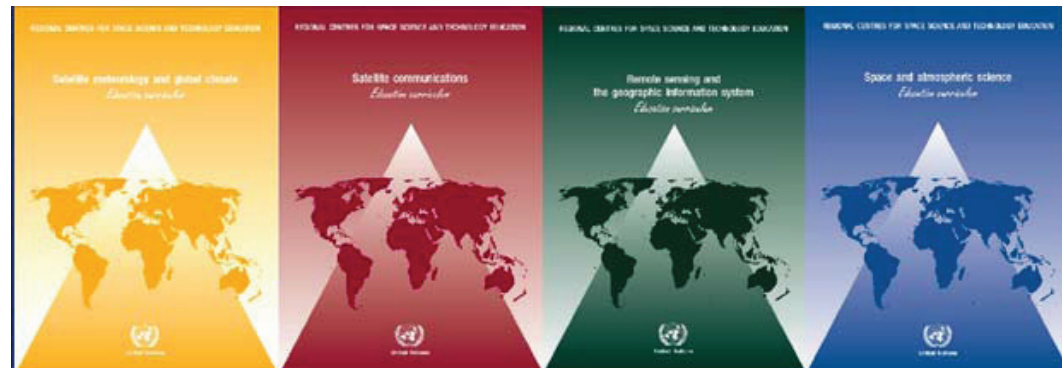 REGIONAL CENTRES FOR SPACE SCIENCE AND TECHNOLOGY EDUCATION
Satellite meteorology and global climate
Education curriculum
United Nations
REGIONAL CENTRES FOR SPACE SCIENCE AND TECHNOLOGY EDUCATION
Satellite communications
Education curriculum
United Nations
REGIONAL CENTRES FOR SPACE SCIENCE AND TECHNOLOGY EDUCATION
Remote sensing and
the geographic information system
Education curriculum
United Nations
REGIONAL CENTRES FOR SPACE SCIENCE AND TECHNOLOGY EDUCATION
Space and atmospheric science
Education curriculum
United Nations